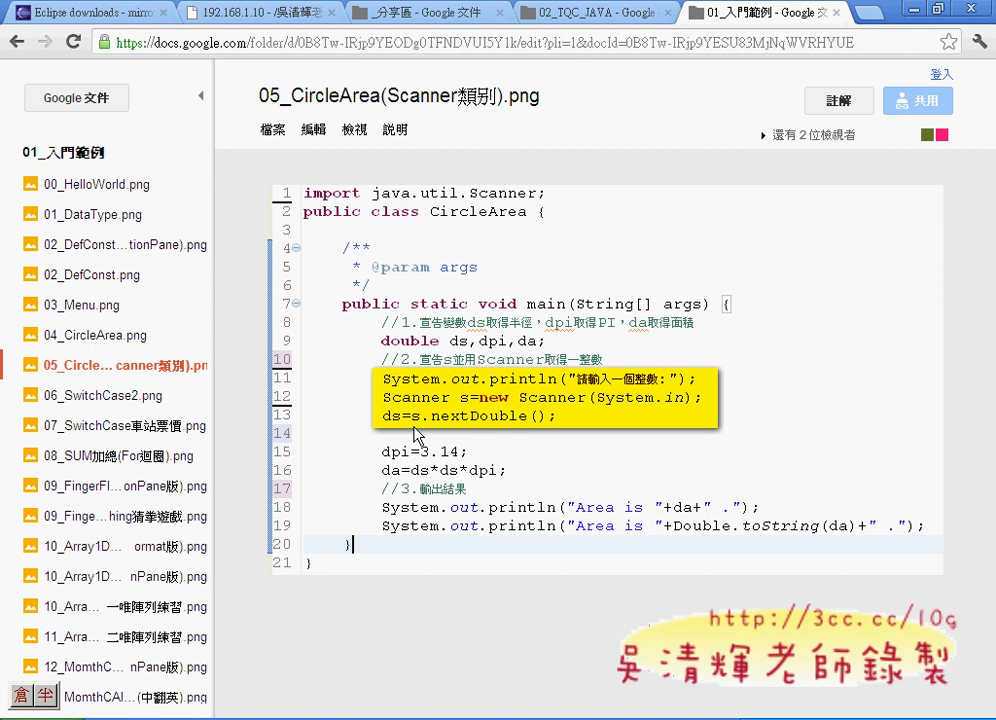 Eclipse downloads - mirro
192.168.1.10 - /吳清輝老
_分享區 - Google 文件
02_TQC_JAVA - Google
01_入門範例 - Google 文
https://docs.google.com/folder/d/0B8Tw-IRjp9YEODg0TFNDVUI5Y1k/edit?pli=1&docId=0B8Tw-IRjp9YESU83MjNqWVRHYUE
登入
Google 文件
05_CircleArea(Scanner類別).png
註解
共用
檔案 編輯 檢視 說明
還有 2 位檢視者
01_入門範例
00_HelloWorld.png
01_DataType.png
02_DefConst...tionPane).png
02_DefConst.png
03_Menu.png
04_CircleArea.png
05_Circle... canner類別).pn
06_SwitchCase2.png
07_SwitchCase車站票價.png
08_SUM加總(For迴圈).png
09_FingerFl...onPane版).png
09_Finge...hing猜拳遊戲.png
10_Array1D... ormat版).png
10_Array1D... nPane版).png
10_Arra... 一唯陣列練習.png
11_Arra... 二唯陣列練習.png
12_MomthC... nPane版).png
MomthCAl...(中翻英).png
倉 半
1 import java.util.Scanner;
2 public class CircleArea {
3
4 /**
5 * @param args
6 */
7 public static void main(String[] args) {
8 //1.宣告變數ds取得半徑，dpi取得PI，da取得面積
9 double ds,dpi,da;
10 //2.宣告s並用Scanner取得一整數
11 System.out.println("請輸入一個整數:");
12 Scanner s=new Scanner(System.in);
13 ds=s.nextDouble();
14
15 dpi=3.14;
16 da=ds*ds*dpi;
17 //3.輸出結果
18 System.out.println("Area is "+da+" .");
19 System.out.println("Area is "+Double.toString(da)+" .");
20 }
21 }
http://3cc.cc/10g
吳清輝老師錄製